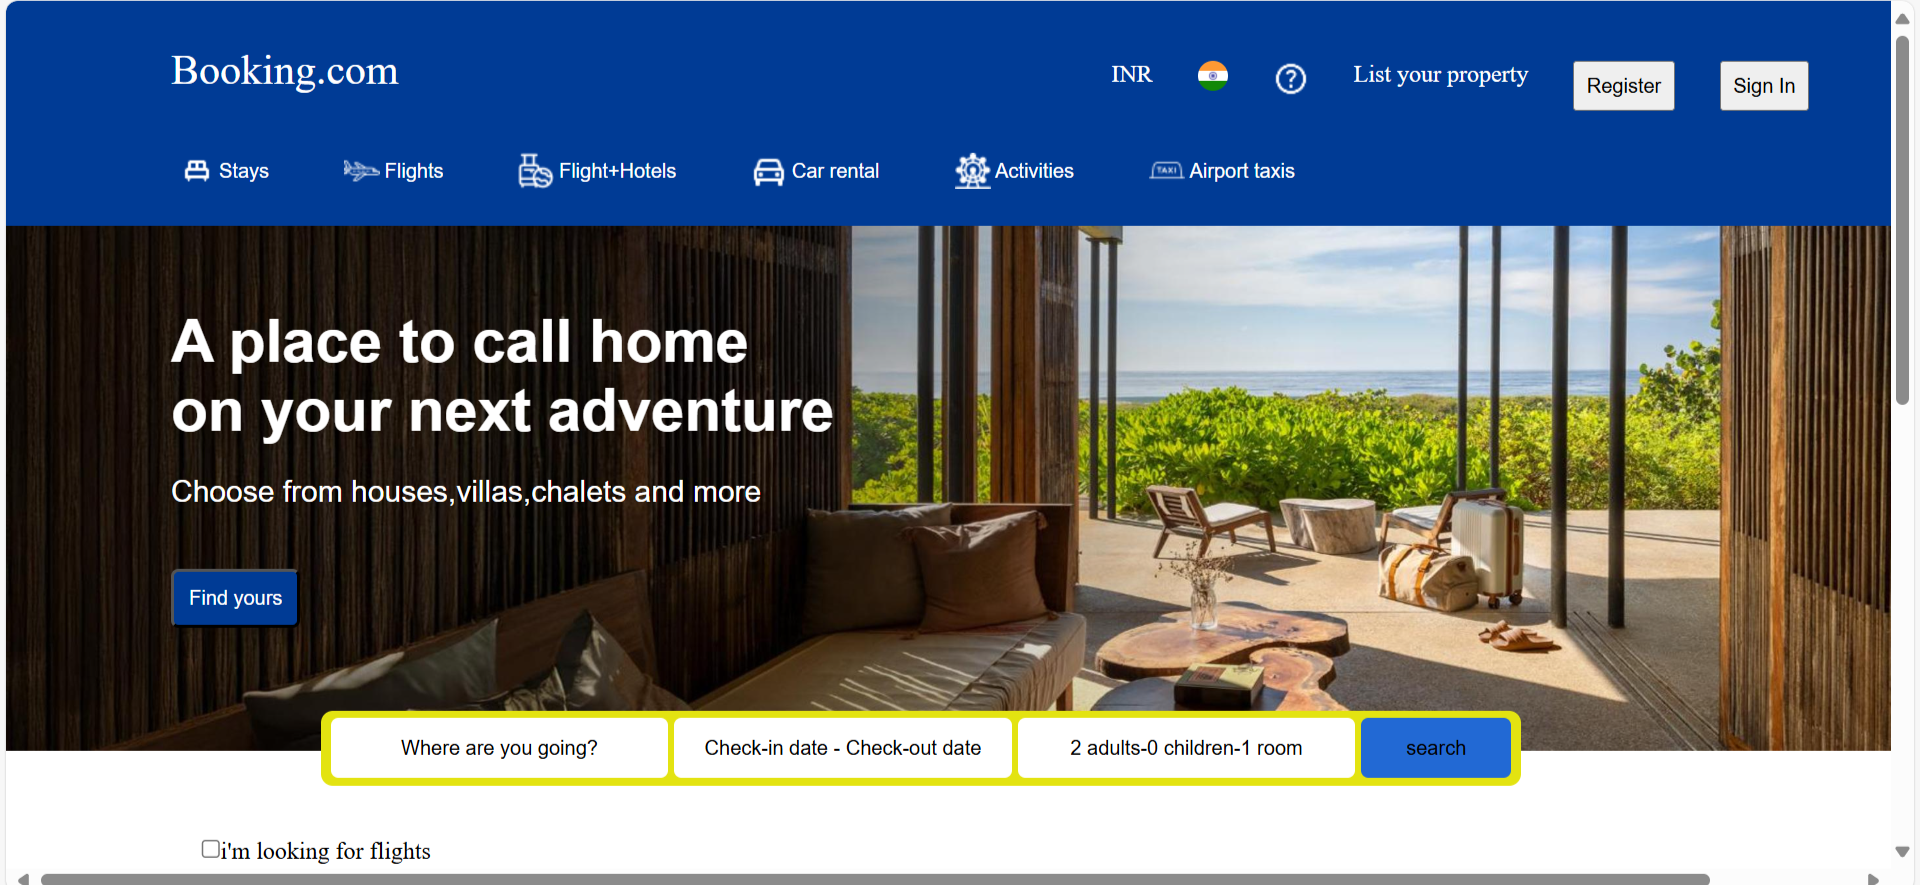 Booking.com
INR
List your property
Register
Sign In
Stays
Flights
Flight+Hotels
Car rental
Activities
TAXI
Airport taxis
A place to call home
on your next adventure
Choose from houses,villas,chalets and more
Find yours
Where are you going?
Check-in date - Check-out date
2 adults-0 children-1 room
search
i'm looking for flights